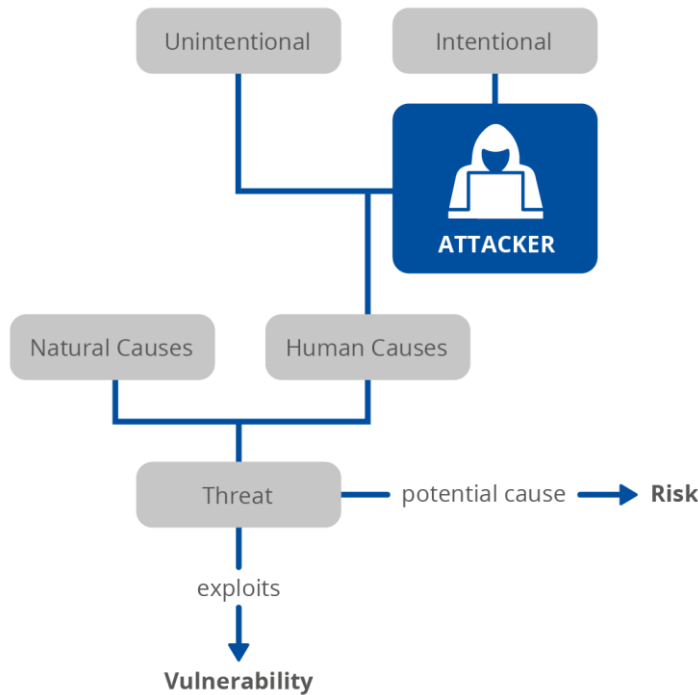 Unintentional
Intentional
ATTACKER
Natural Causes
Human Causes
Threat
potential cause
Risk
exploits
Vulnerability